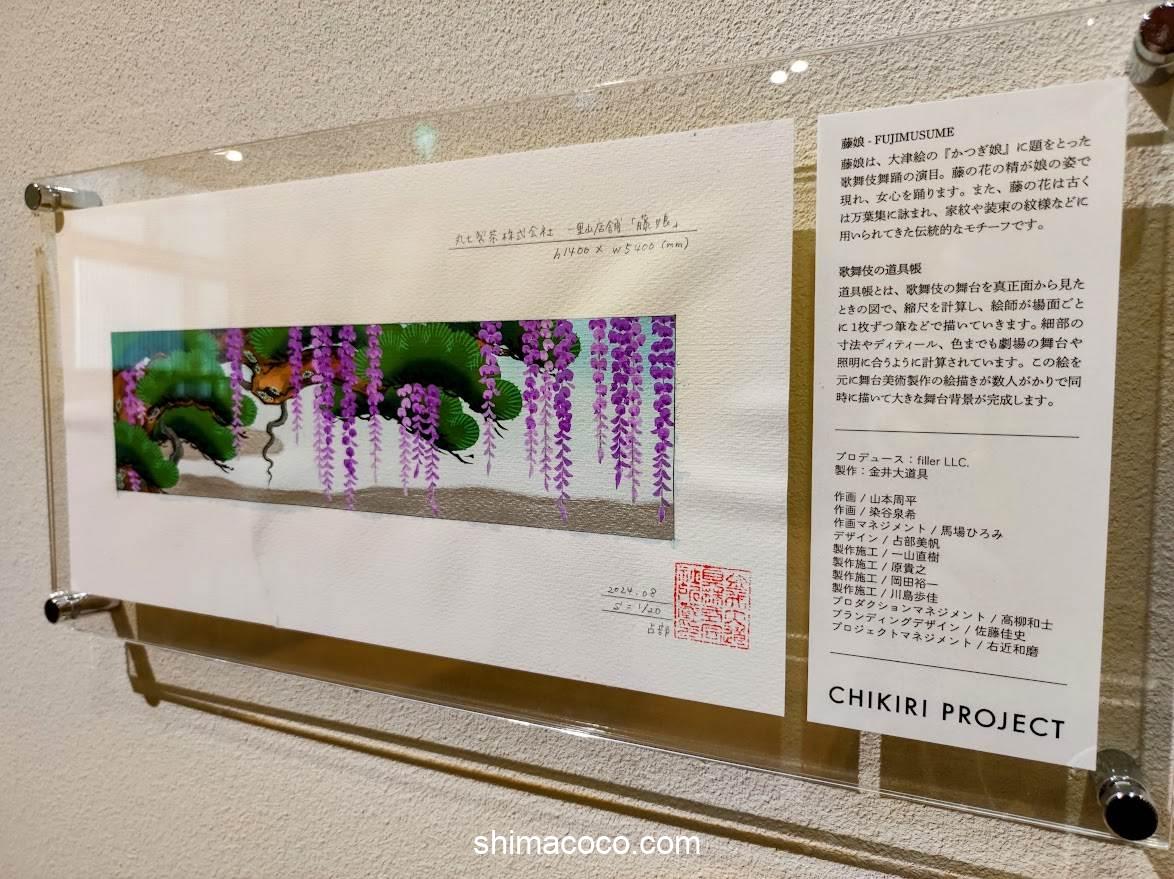 丸七製茶株式会社 一里山店舗「藤娘」
h1400 × w5400 (mm)
2024.08
S=1/20
占部
藤娘 - FUJIMUSUME
藤娘は、大津絵の『かつぎ娘』に題をとった
歌舞伎舞踊の演目。藤の花の精が娘の姿で
現れ、女心を踊ります。また、藤の花は古く
は万葉集に詠まれ、家紋や装束の紋様などに
用いられてきた伝統的なモチーフです。
歌舞伎の道具帳
道具帳とは、歌舞伎の舞台を真正面から見た
ときの図で、縮尺を計算し、絵師が場面ごと
に1枚ずつ筆などで描いていきます。細部の
寸法やディティール、色までも劇場の舞台や
照明に合うように計算されています。この絵を
元に舞台美術製作の絵描きが数人がかりで同
時に描いて大きな舞台背景が完成します。
プロデュース：filler LLC.
製作：金井大道具
作画 / 山本周平
作画 / 染谷泉希
作画マネジメント / 馬場ひろみ
デザイン / 占部美帆
製作施工 / 一山直樹
製作施工 / 原貴之
製作施工 / 岡田裕一
製作施工 / 川島歩佳
プロダクションマネジメント / 高柳和士
ブランディングデザイン / 佐藤佳史
プロジェクトマネジメント / 右近和磨
CHIKIRI PROJECT
shimacoco.com